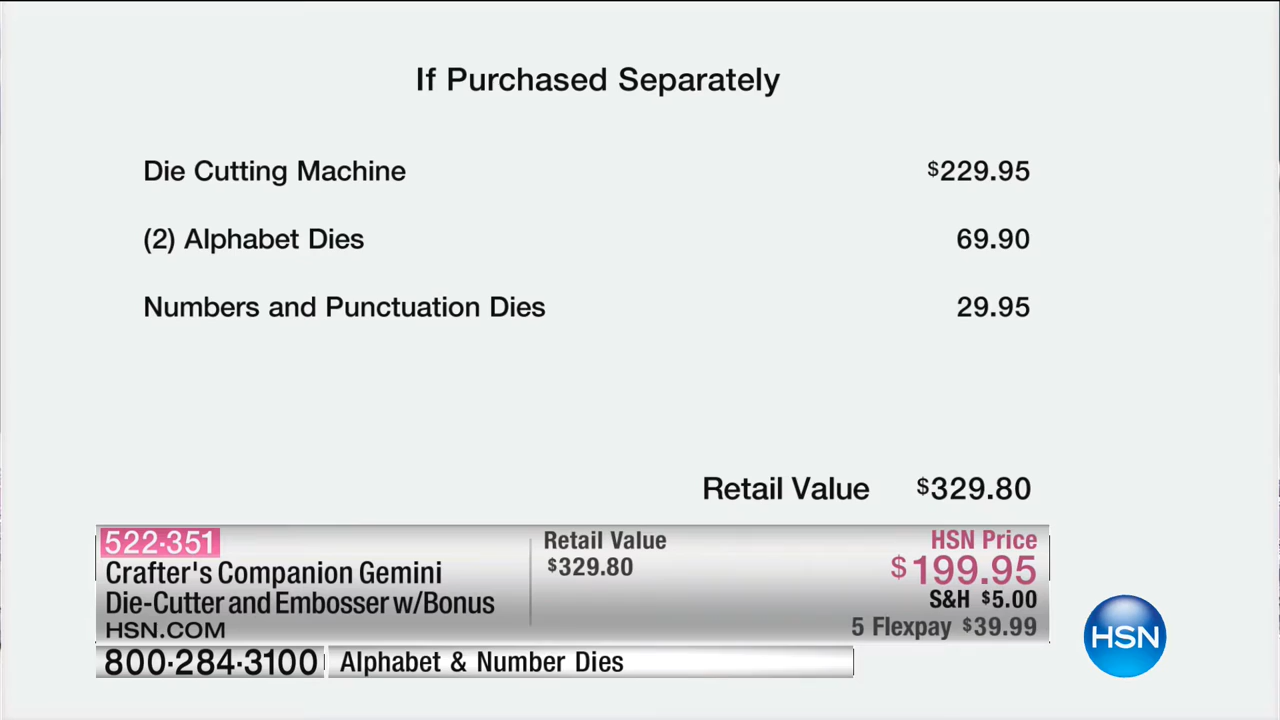 If Purchased Separately
Die Cutting Machine $229.95
(2) Alphabet Dies 69.90
Numbers and Punctuation Dies 29.95
Retail Value $329.80
522·351
Crafter's Companion Gemini
Die-Cutter and Embosser w/Bonus
HSN.COM
Retail Value
$329.80
HSN Price
$199.95
S&H $5.00
5 Flexpay $39.99
800·284·3100
Alphabet & Number Dies
HSN